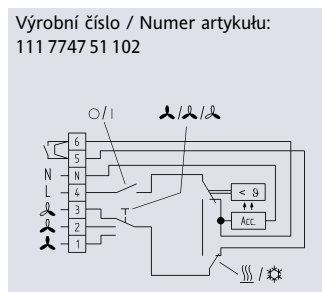 Výrobní číslo / Numer artykułu:
111 7747 51 102
○/I
/ /
6
5
N N
L 4
3
2
1
< ϑ
Acc.
/